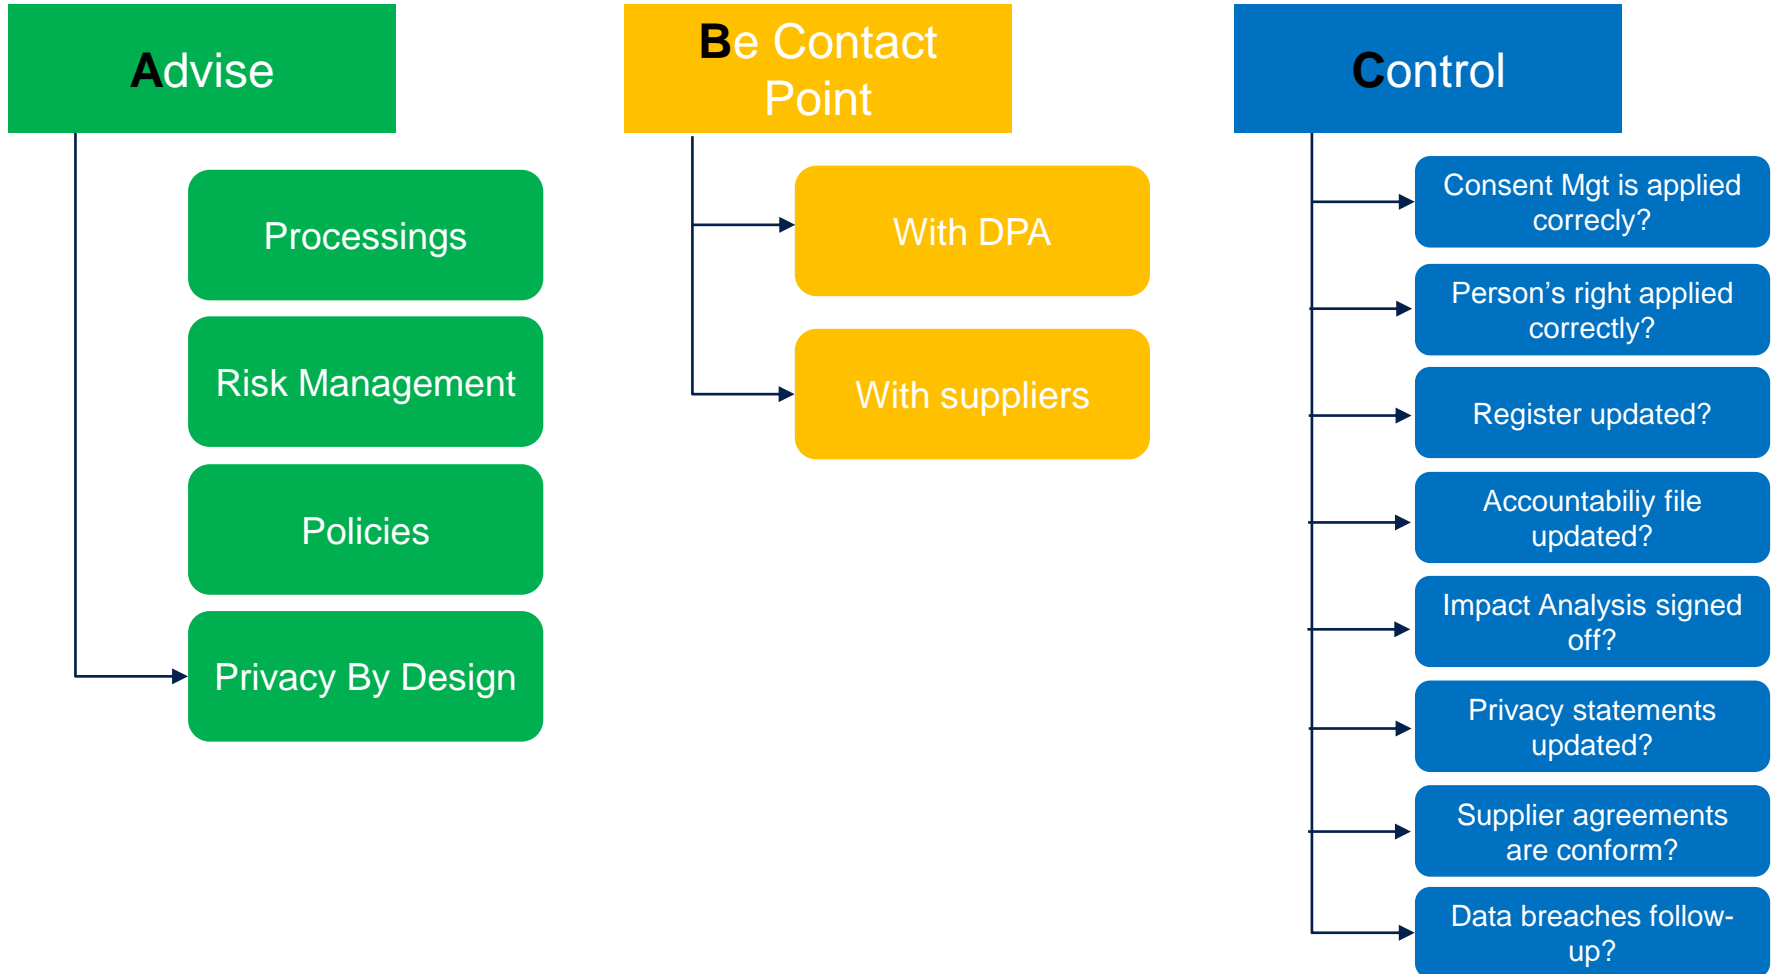 Advise
Processings
Risk Management
Policies
Privacy By Design
Be Contact
Point
With DPA
With suppliers
Control
Consent Mgt is applied
correcly?
Person’s right applied
correctly?
Register updated?
Accountabiliy file
updated?
Impact Analysis signed
off?
Privacy statements
updated?
Supplier agreements
are conform?
Data breaches follow-
up?